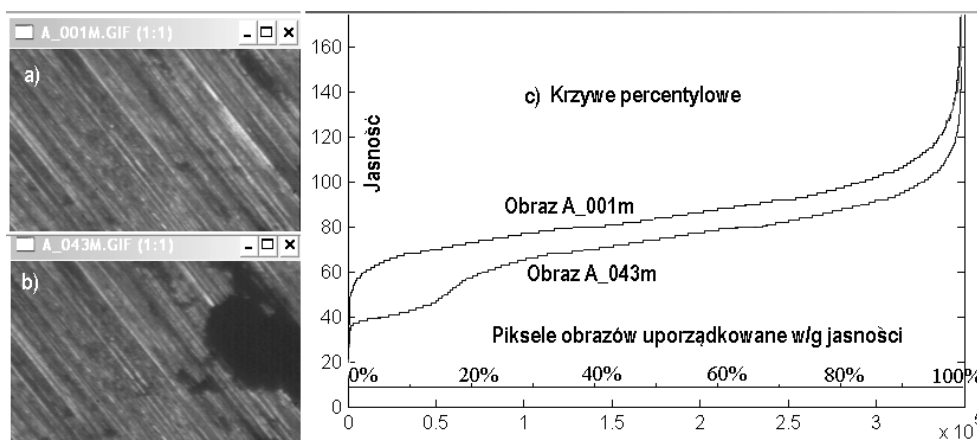 A_001M.GIF (1:1)
a)
A_043M.GIF (1:1)
b)
c) Krzywe percentylowe
Jasność
160
140
120
100
80
60
40
20
0
Obraz A_001m
Obraz A_043m
Piksele obrazów uporządkowane w/g jasności
0% 20% 40% 60% 80% 100%
0 0.5 1 1.5 2 2.5 3